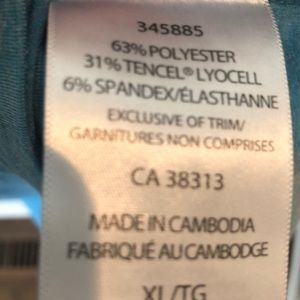 345885
63% POLYESTER
31% TENCEL® LYOCELL
6% SPANDEX/ÉLASTHANNE
EXCLUSIVE OF TRIM/
GARNITURES NON COMPRISES
CA 38313
MADE IN CAMBODIA
FABRIQUÉ AU CAMBODGE
XL/TG